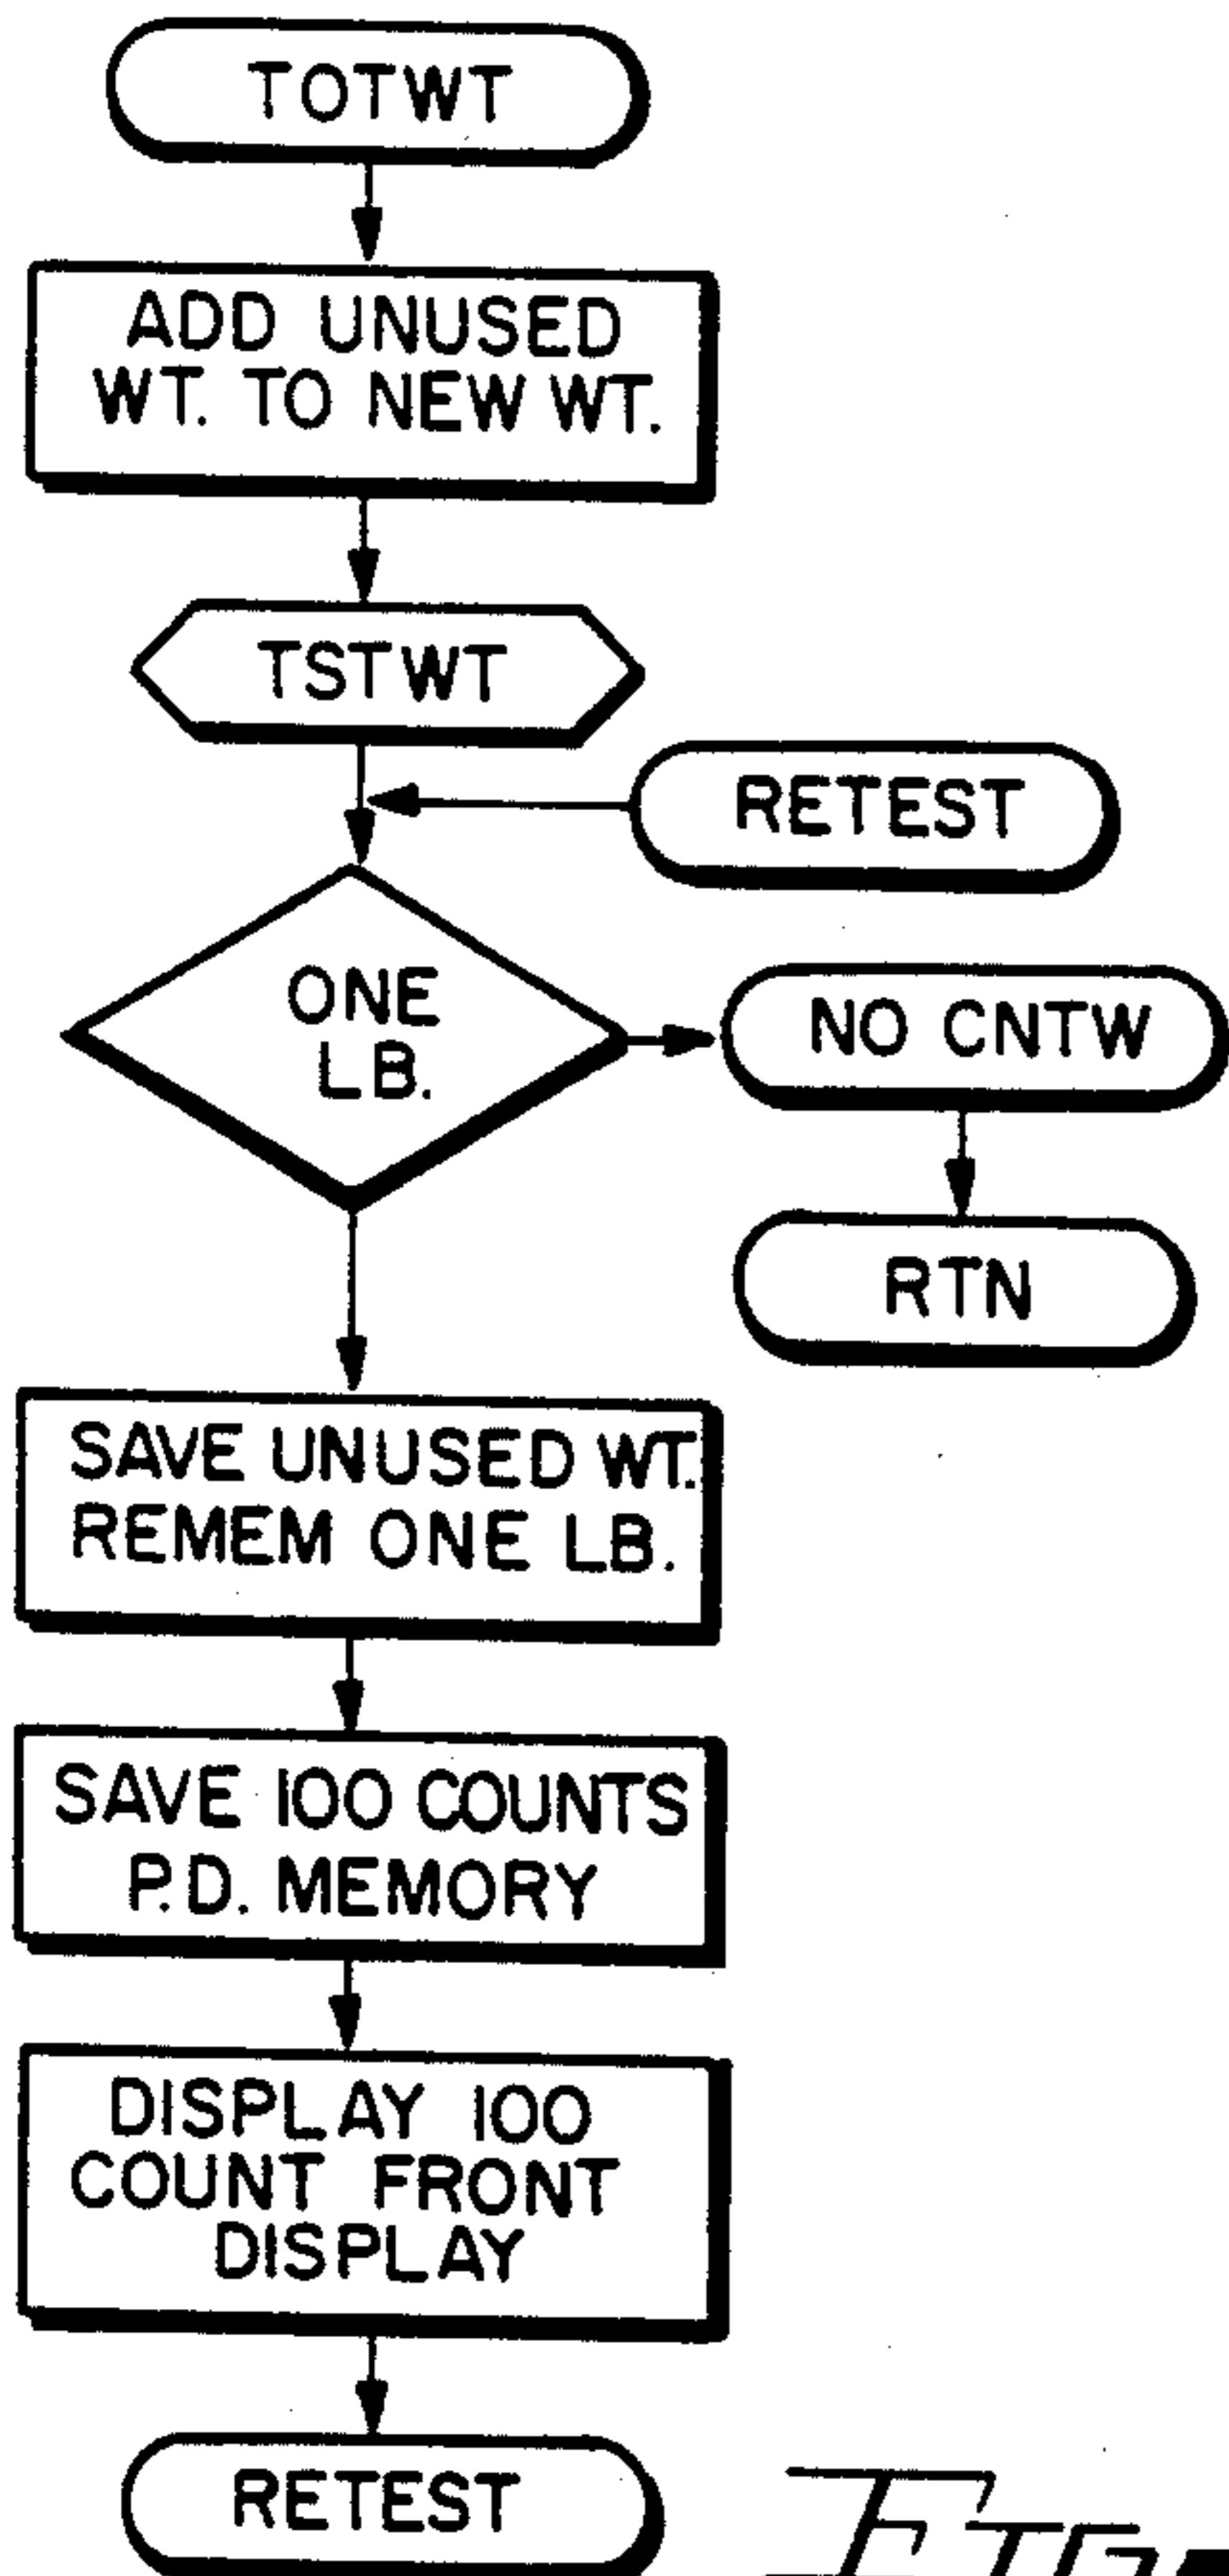 TOTWT
ADD UNUSED
WT. TO NEW WT.
TSTWT
RETEST
ONE
LB.
NO CNTW
RTN
SAVE UNUSED WT.
REMEM ONE LB.
SAVE 100 COUNTS
P.D. MEMORY
DISPLAY 100
COUNT FRONT
DISPLAY
RETEST